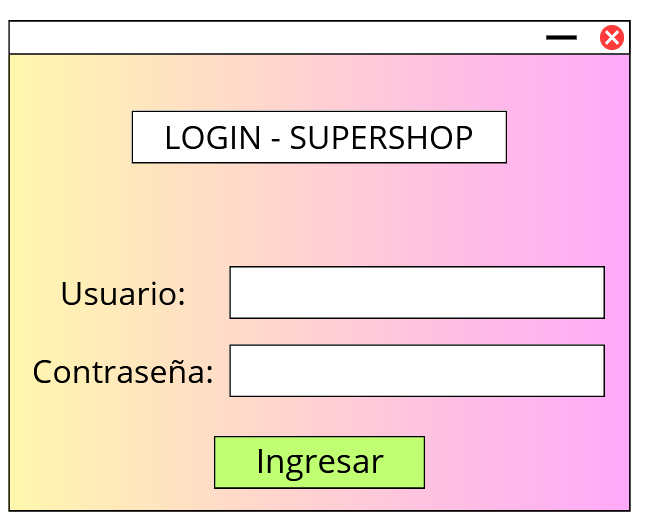 LOGIN - SUPERSHOP
Usuario:
Contraseña:
Ingresar